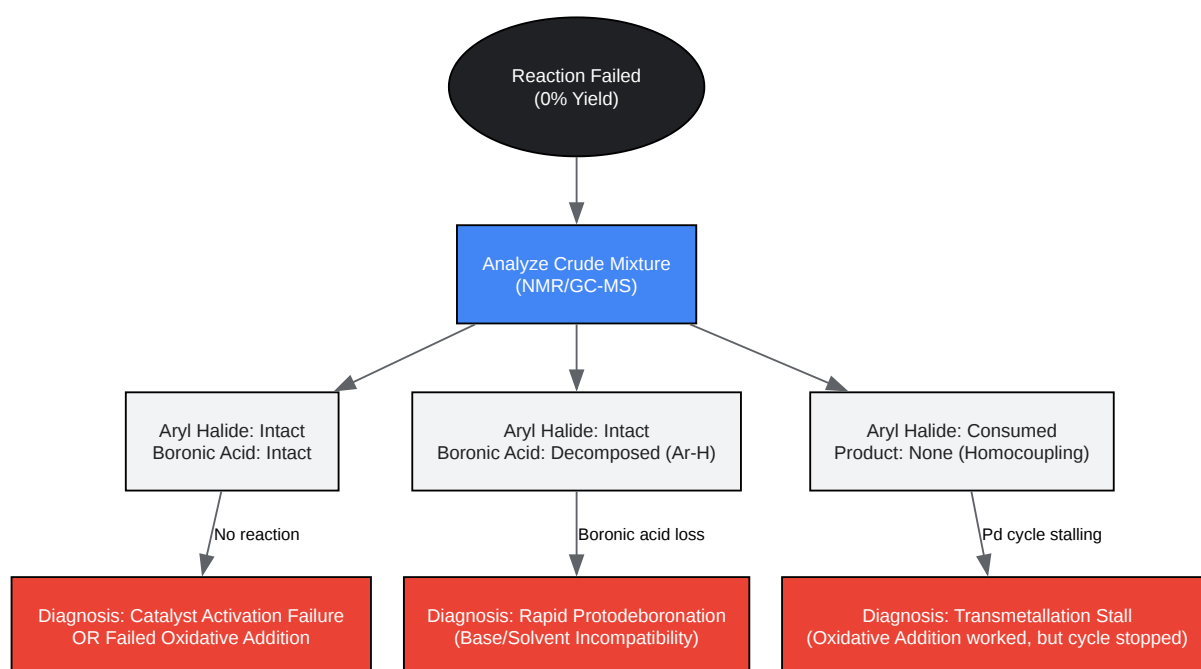 Reaction Failed
(0% Yield)
Analyze Crude Mixture
(NMR/GC-MS)
Aryl Halide: Intact
Boronic Acid: Intact
Aryl Halide: Intact
Boronic Acid: Decomposed (Ar-H)
Aryl Halide: Consumed
Product: None (Homocoupling)
No reaction
Boronic acid loss
Pd cycle stalling
Diagnosis: Catalyst Activation Failure
OR Failed Oxidative Addition
Diagnosis: Rapid Protodeboronation
(Base/Solvent Incompatibility)
Diagnosis: Transmetallation Stall
(Oxidative Addition worked, but cycle stopped)